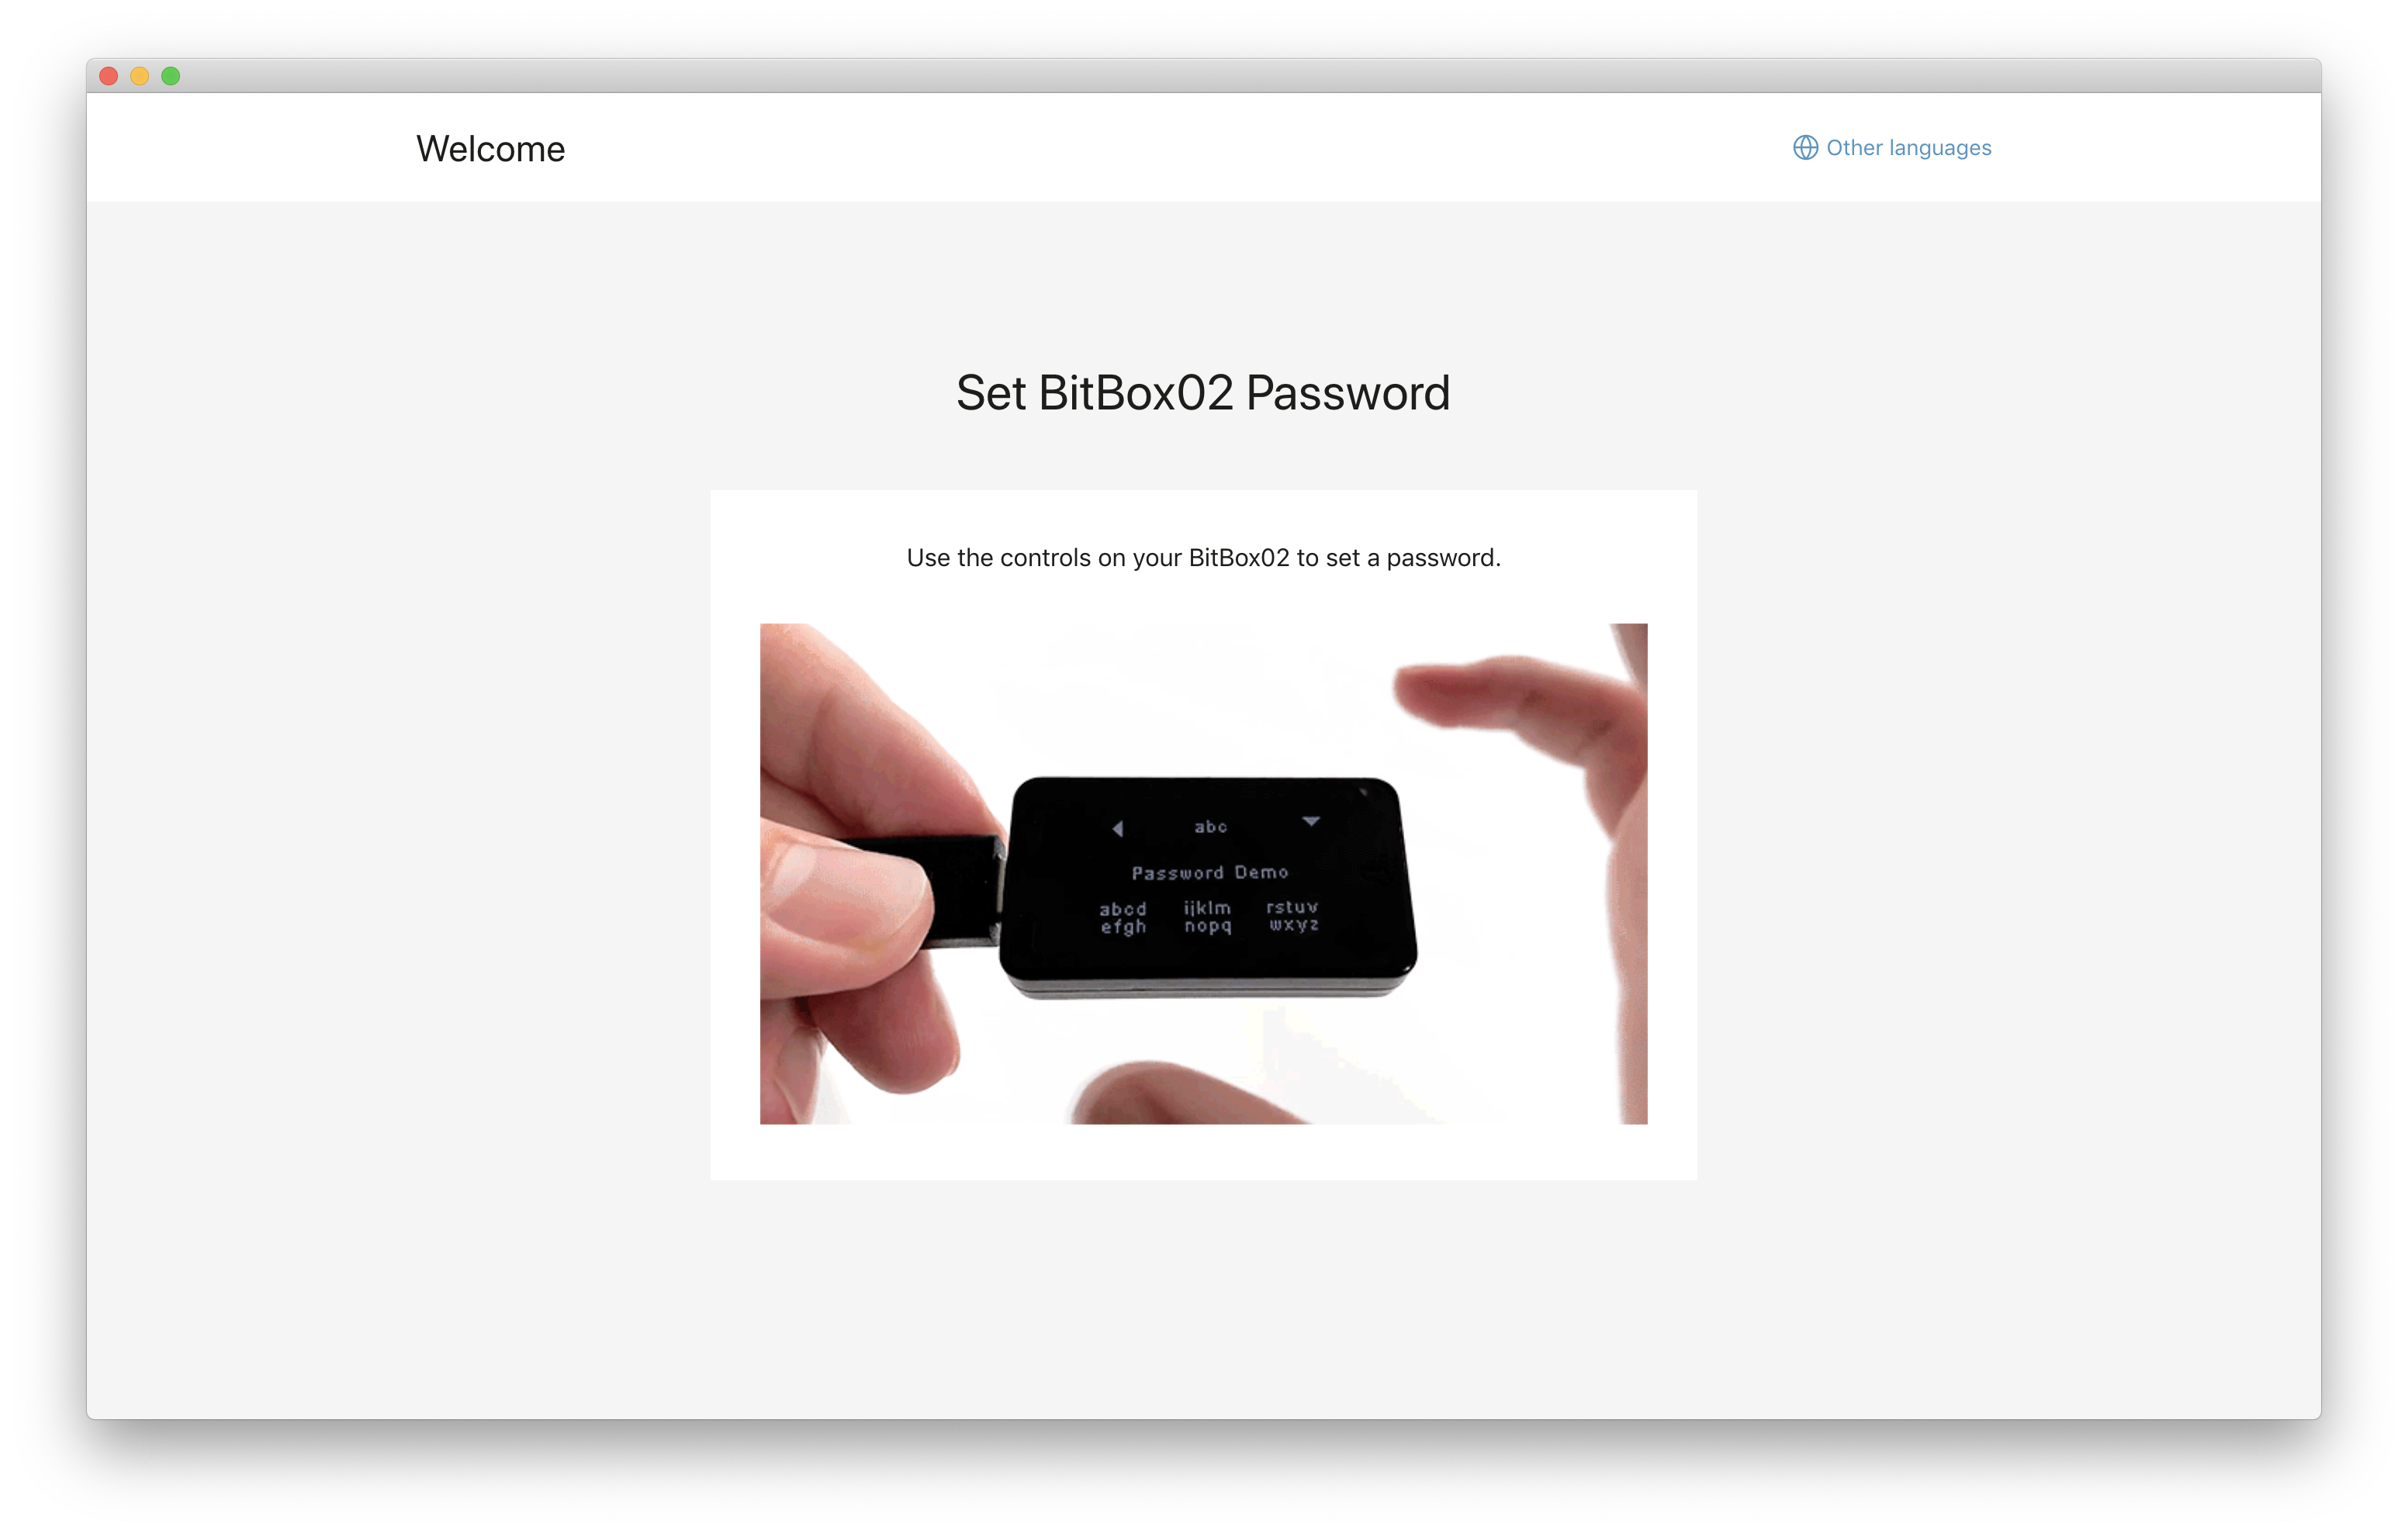 Welcome
Other languages
Set BitBox02 Password
Use the controls on your BitBox02 to set a password.
abc
Password Demo
abcd ijklm rstuv
efgh nopq wxyz